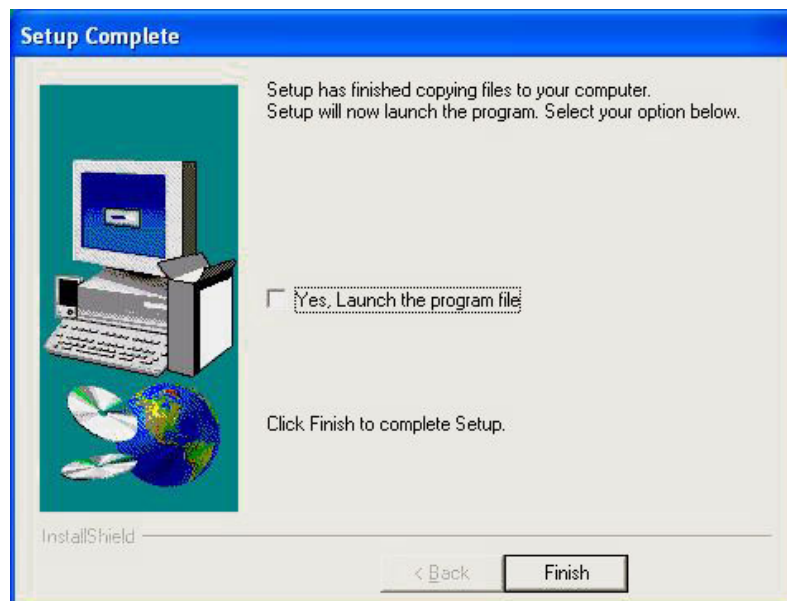 Setup Complete
Setup has finished copying files to your computer.
Setup will now launch the program. Select your option below.
Yes, Launch the program file
Click Finish to complete Setup.
InstallShield
< Back
Finish